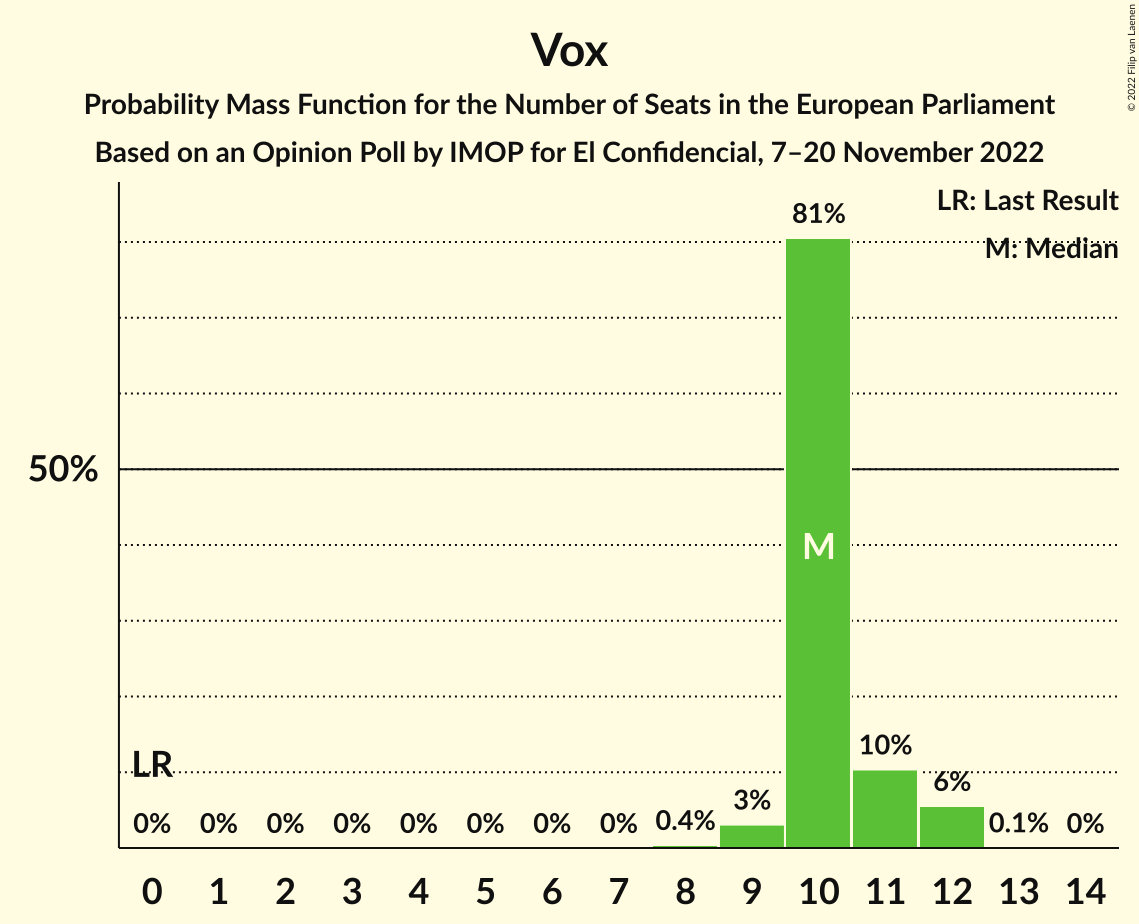 Vox
Probability Mass Function for the Number of Seats in the European Parliament
Based on an Opinion Poll by IMOP for El Confidencial, 7–20 November 2022
© 2022 Filip van Laenen
LR: Last Result
M: Median
81%
50%
M
LR
10%
6%
3%
0% 0% 0% 0% 0% 0% 0% 0% 0.4% 0.1% 0%
0 1 2 3 4 5 6 7 8 9 10 11 12 13 14